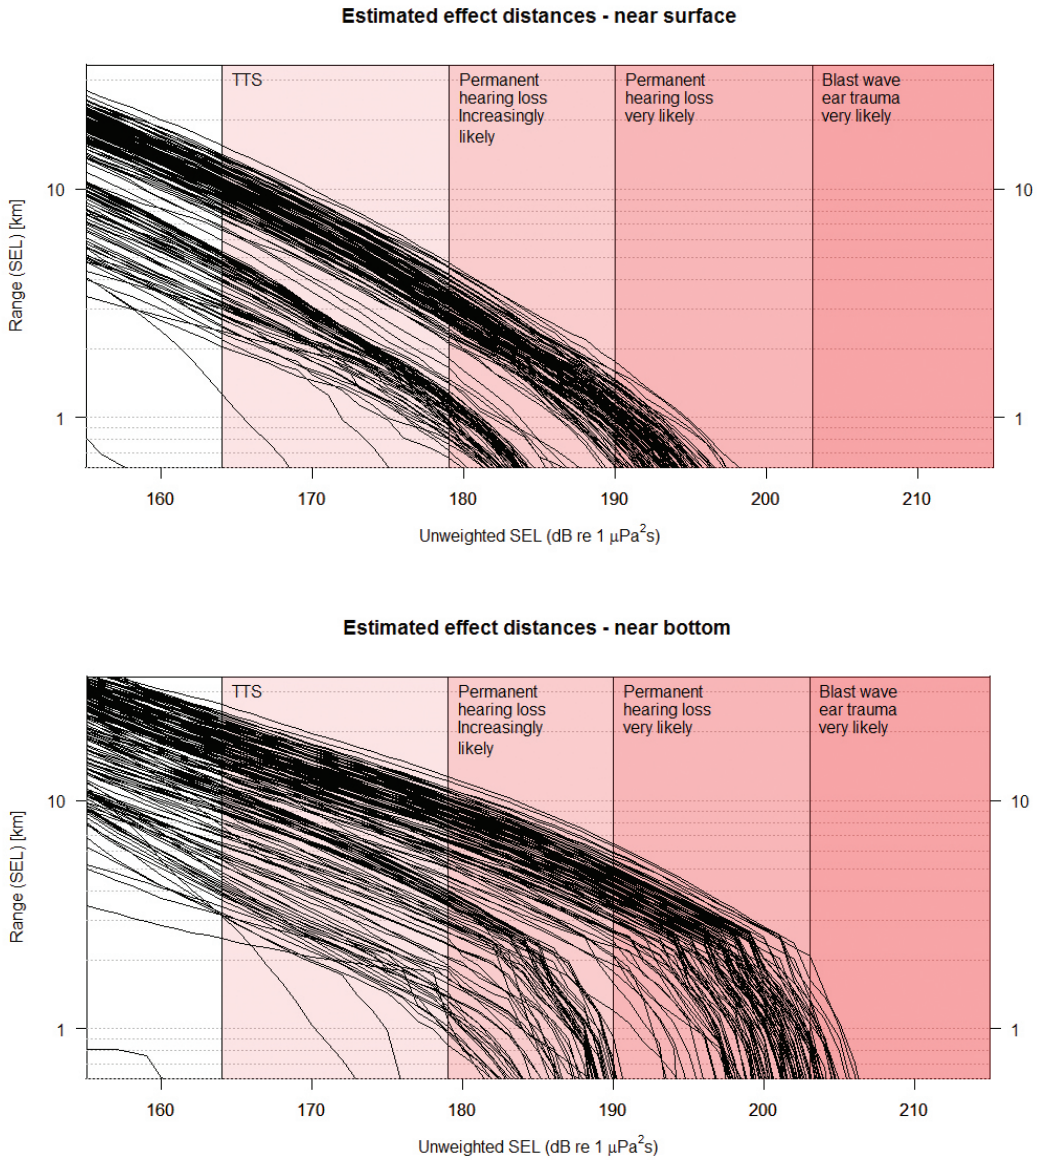 Estimated effect distances - near surface
TTS
Permanent
hearing loss
Increasingly
likely
Permanent
hearing loss
very likely
Blast wave
ear trauma
very likely
Range (SEL) [km]
10
1
10
1
160
170
180
190
200
210
Unweighted SEL (dB re 1 μPa²s)
Estimated effect distances - near bottom
TTS
Permanent
hearing loss
Increasingly
likely
Permanent
hearing loss
very likely
Blast wave
ear trauma
very likely
Range (SEL) [km]
10
1
10
1
160
170
180
190
200
210
Unweighted SEL (dB re 1 μPa²s)